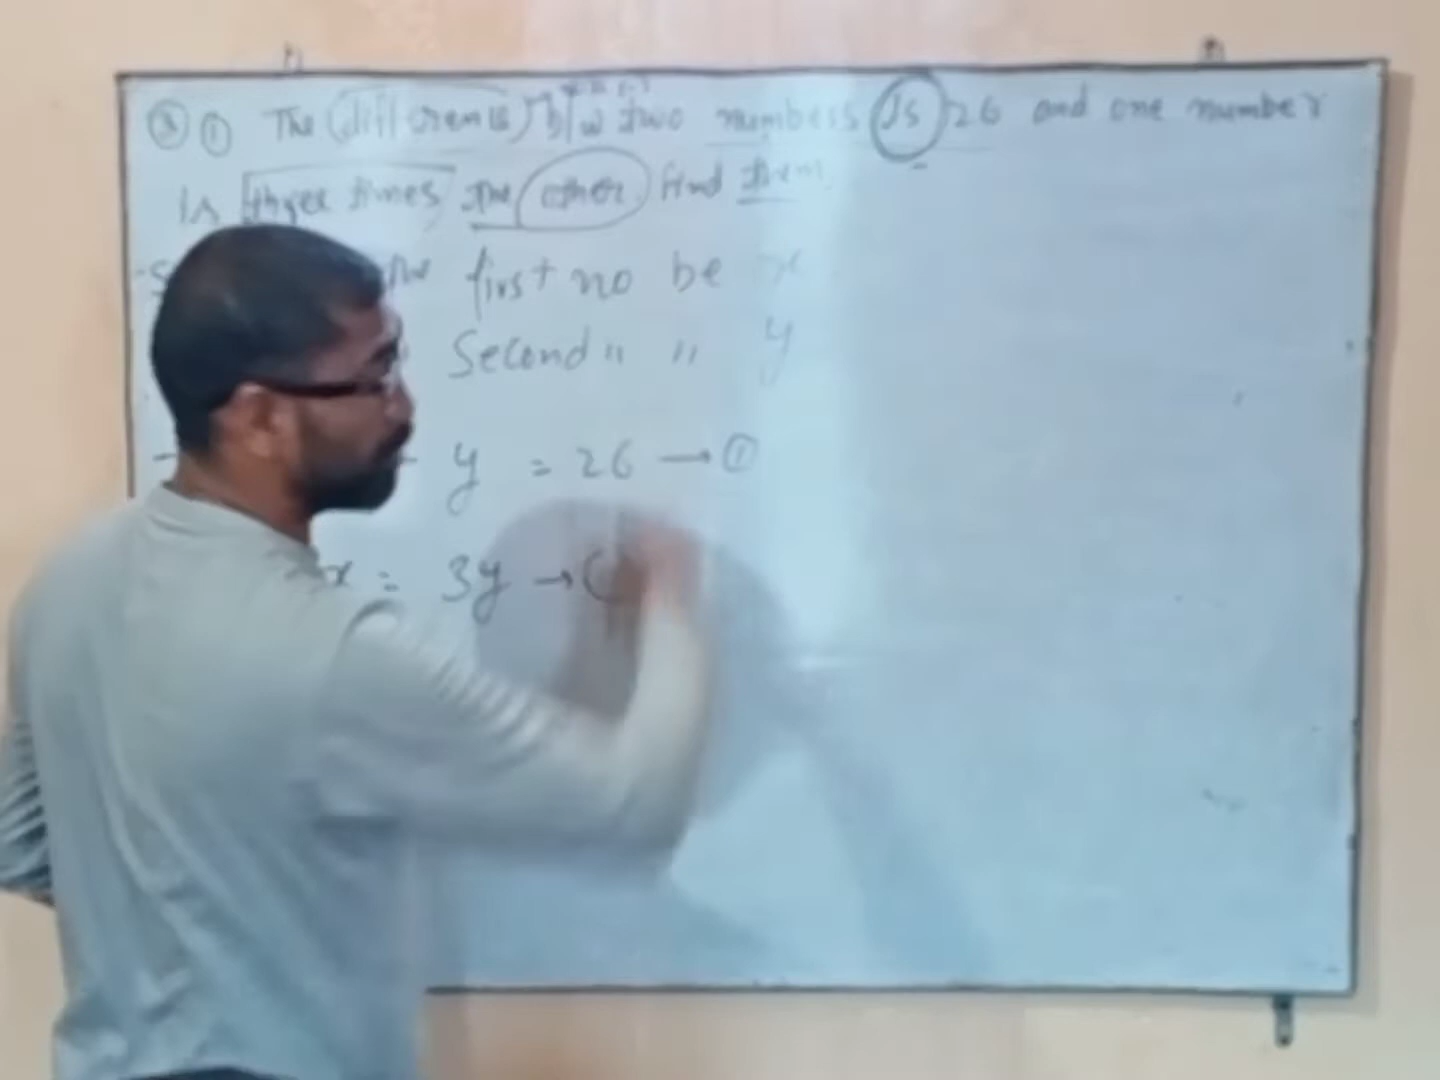 ① The difference b/w two numbers is 26 and one number
is three times the other find them
the first no be x
Second " " y
- y = 26 → ①
x = 3y → (